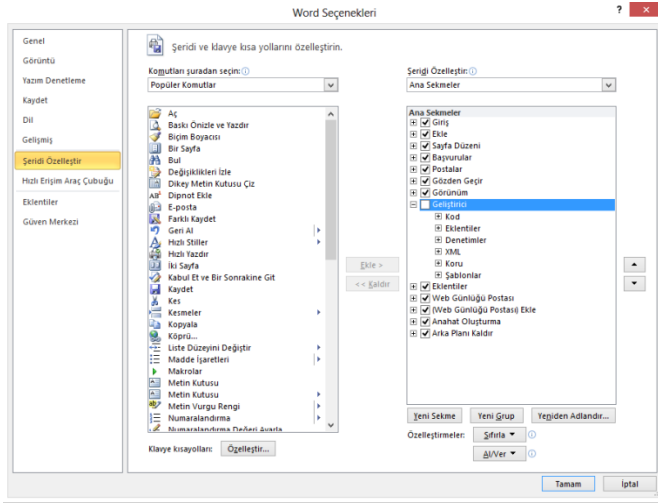 Word Seçenekleri
Genel
Görüntü
Yazım Denetleme
Kaydet
Dil
Gelişmiş
Şeridi Özelleştir
Hızlı Erişim Araç Çubuğu
Eklentiler
Güven Merkezi
Şeridi ve klavye kısa yollarını özelleştirin.
Komutları şuradan seçin:
Popüler Komutlar
Aç
Baskı Önizle ve Yazdır
Biçim Boyacısı
Bir Sayfa
Bul
Değişiklikleri İzle
Dikey Metin Kutusu Çiz
Dipnot Ekle
E-posta
Farklı Kaydet
Geri Al
Hızlı Stiller
Hızlı Yazdır
İki Sayfa
Kabul Et ve Bir Sonrakine Git
Kaydet
Kes
Kesmeler
Kopyala
Köprü...
Liste Düzeyini Değiştir
Madde İşaretleri
Makrolar
Metin Kutusu
Metin Kutusu
Metin Vurgu Rengi
Numaralandırma
Numaralandırma Değeri Ayarla
Klavye kısayolları:
Özelleştir...
Ekle >
<< Kaldır
Şeridi Özelleştir:
Ana Sekmeler
Ana Sekmeler
Giriş
Ekle
Sayfa Düzeni
Başvurular
Postalar
Gözden Geçir
Görünüm
Geliştirici
Kod
Eklentiler
Denetimler
XML
Koru
Şablonlar
Eklentiler
Web Günlüğü Postası
(Web Günlüğü Postası) Ekle
Anahat Oluşturma
Arka Planı Kaldır
Yeni Sekme
Yeni Grup
Yeniden Adlandır...
Özelleştirmeler:
Sıfırla
Al/Ver
Tamam
İptal